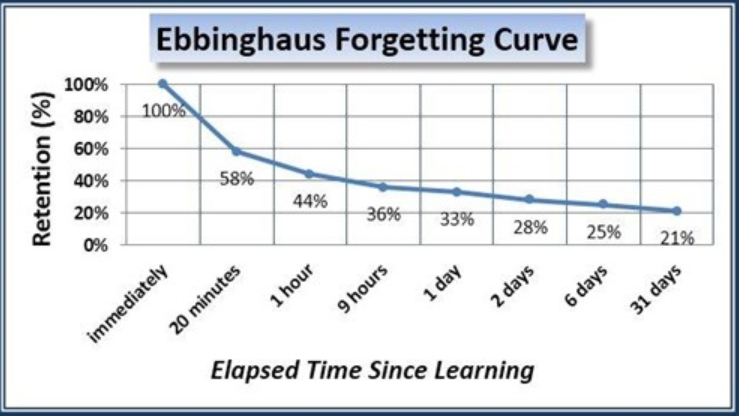 Ebbinghaus Forgetting Curve
Retention (%)
100%
80%
60%
40%
20%
0%
100%
58%
44%
36%
33%
28%
25%
21%
immediately
20 minutes
1 hour
9 hours
1 day
2 days
6 days
31 days
Elapsed Time Since Learning